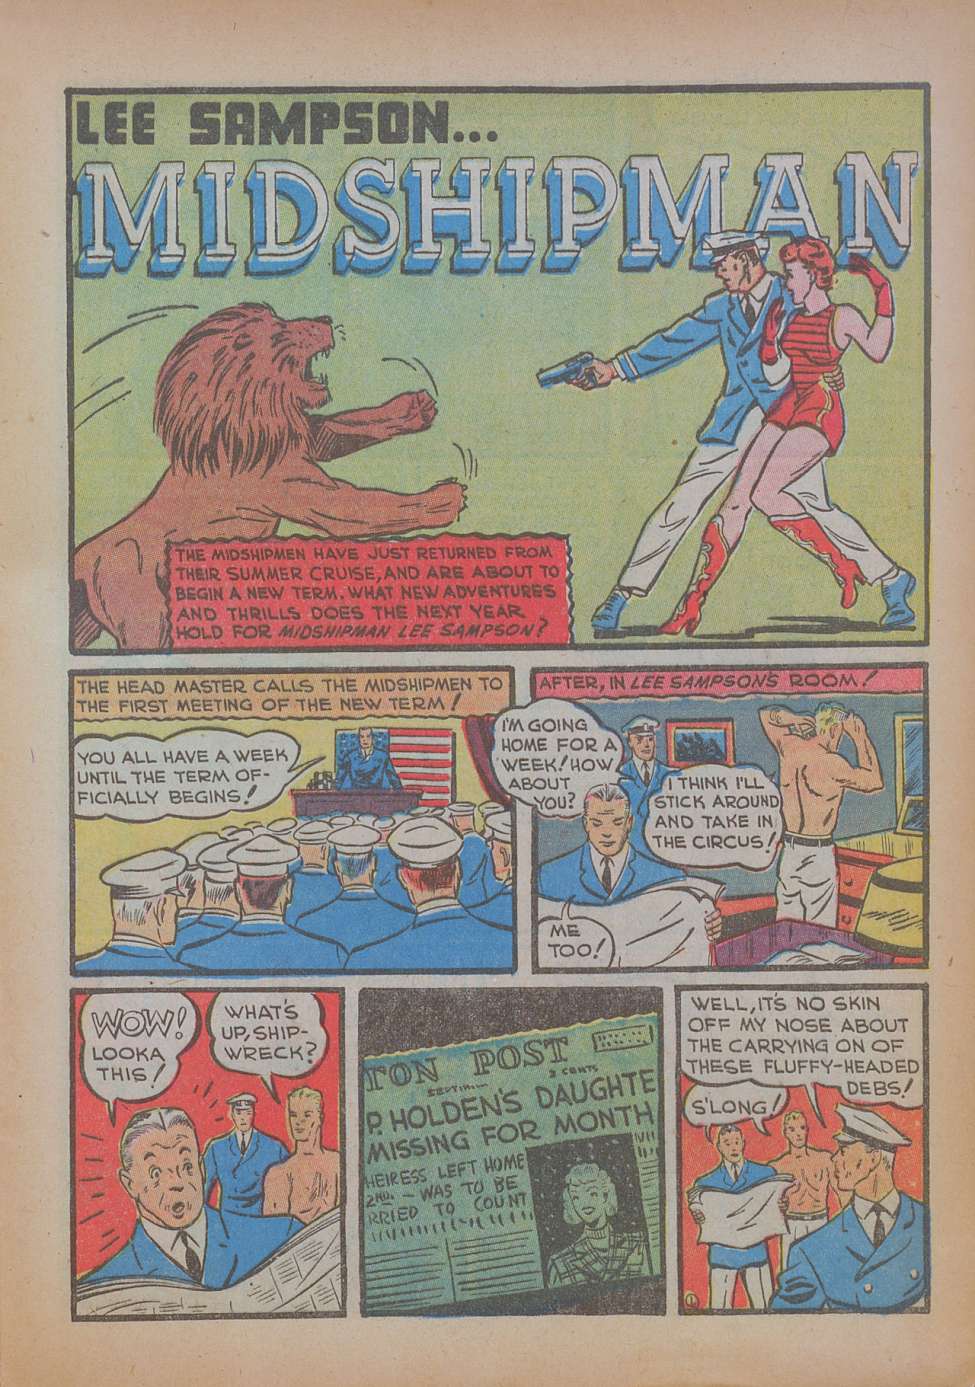 LEE SAMPSON...
MIDSHIPMAN
THE MIDSHIPMEN HAVE JUST RETURNED FROM
THEIR SUMMER CRUISE, AND ARE ABOUT TO
BEGIN A NEW TERM. WHAT NEW ADVENTURES
AND THRILLS DOES THE NEXT YEAR
HOLD FOR MIDSHIPMAN LEE SAMPSON?
THE HEAD MASTER CALLS THE MIDSHIPMEN TO
THE FIRST MEETING OF THE NEW TERM!
YOU ALL HAVE A WEEK
UNTIL THE TERM OF-
FICIALLY BEGINS!
AFTER, IN LEE SAMPSON'S ROOM!
I'M GOING
HOME FOR A
WEEK! HOW
ABOUT
YOU?
I THINK I'LL
STICK AROUND
AND TAKE IN
THE CIRCUS!
ME
TOO!
WOW!
LOOKA
THIS!
WHAT'S
UP, SHIP-
WRECK?
TON POST
3 CENTS
P. HOLDEN'S DAUGHTE
MISSING FOR MONTH
HEIRESS LEFT HOME
2ND. - WAS TO BE
RRIED TO COUNT
WELL, IT'S NO SKIN
OFF MY NOSE ABOUT
THE CARRYING ON OF
THESE FLUFFY-HEADED
DEBS!
S'LONG!
1